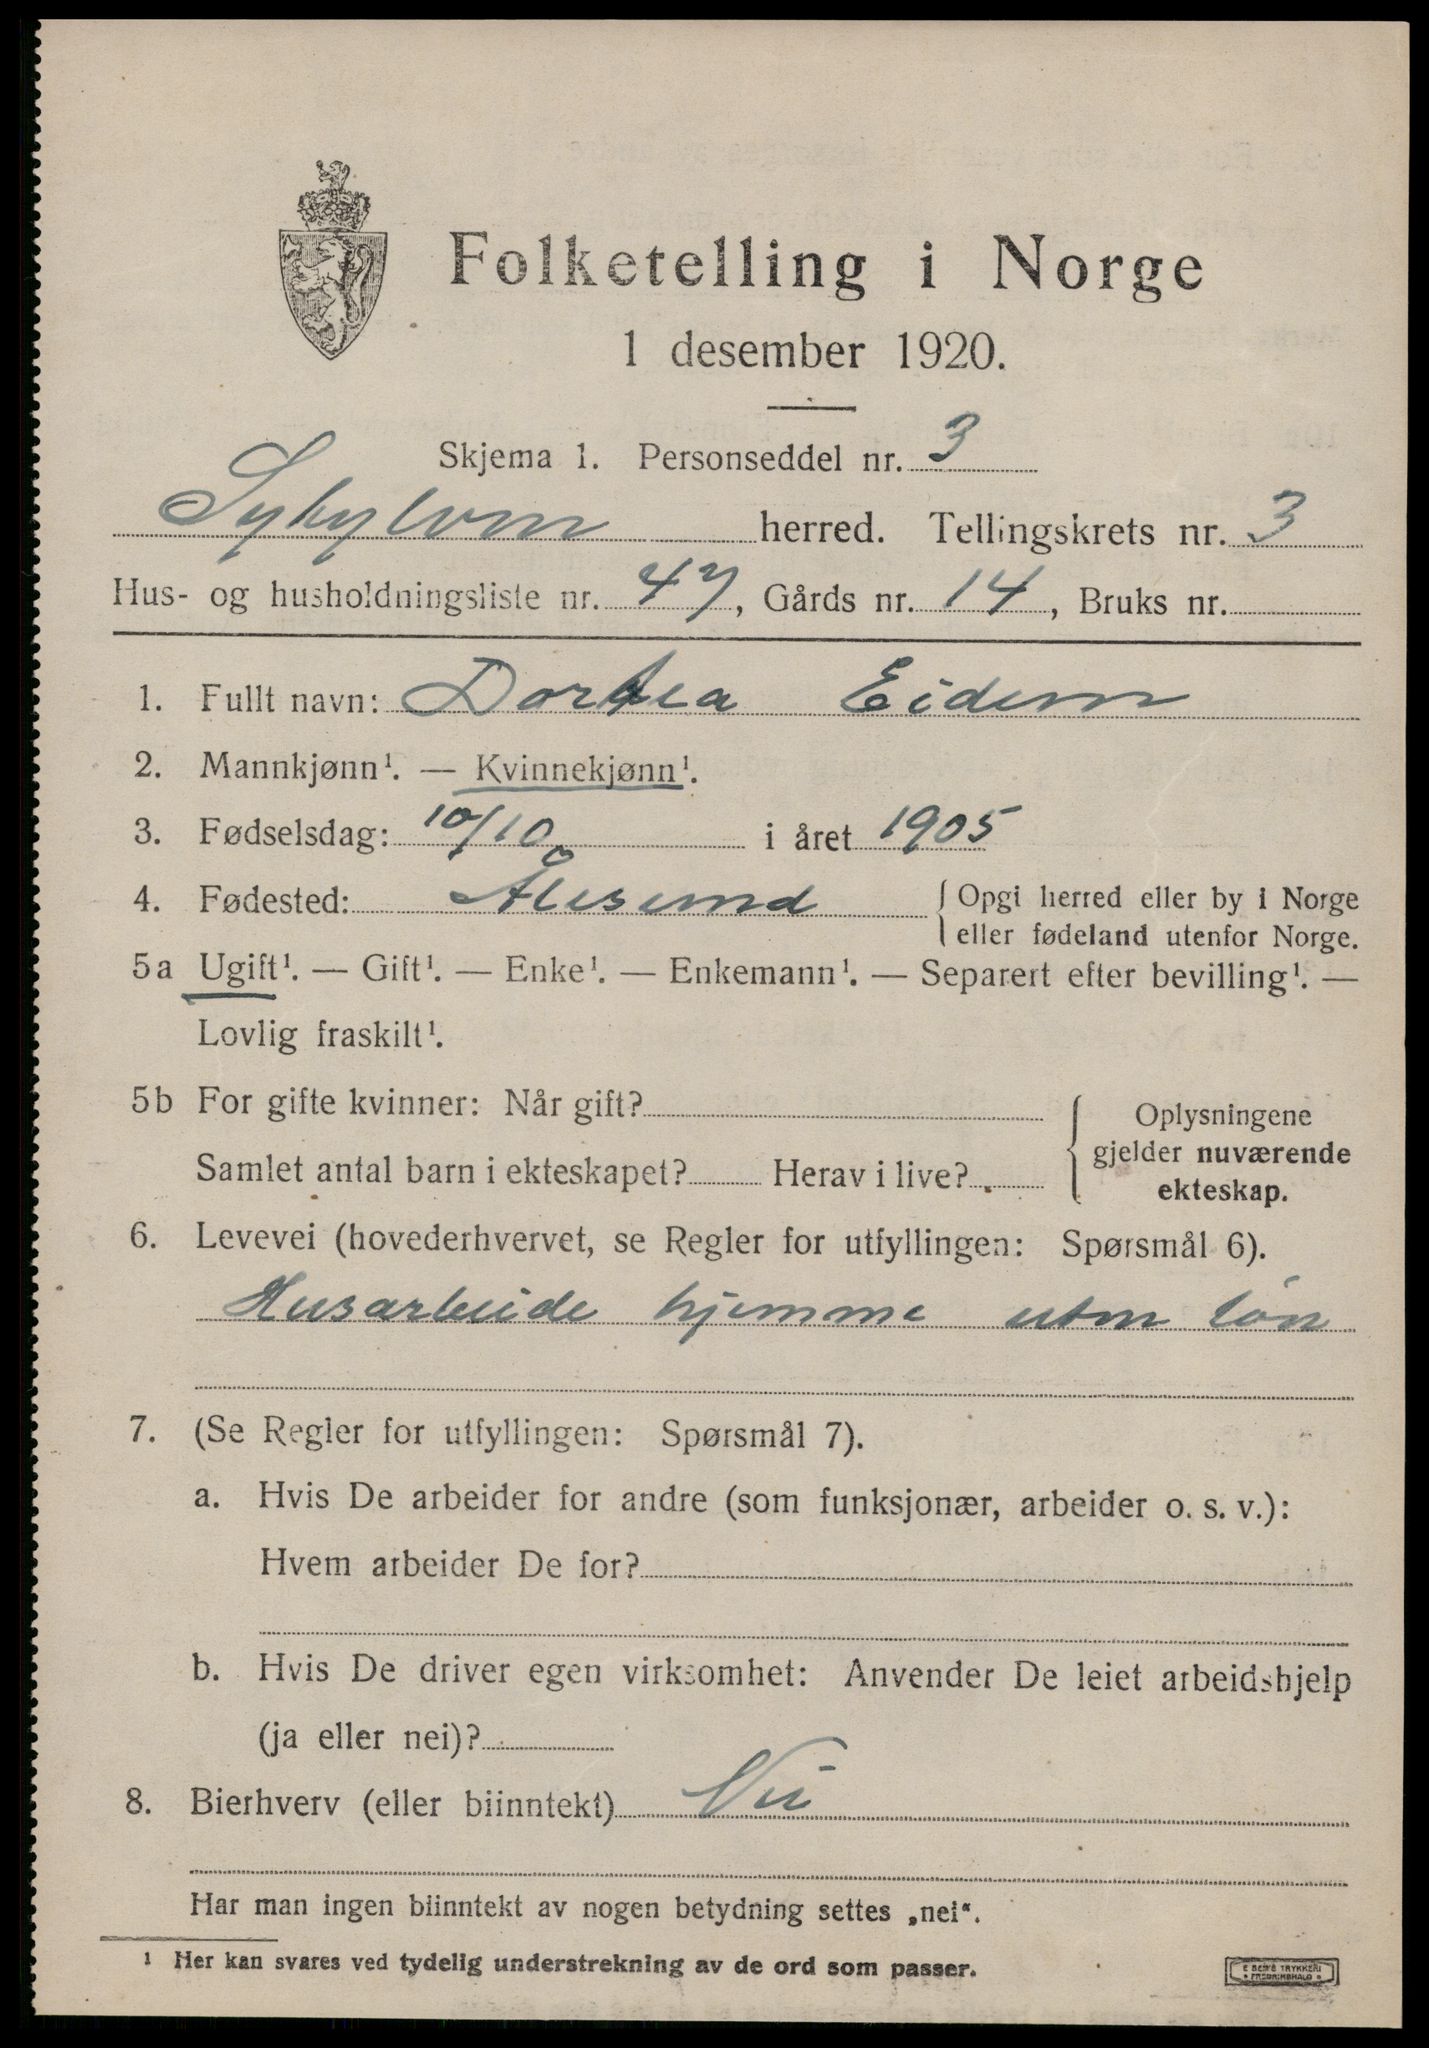 Folketelling i Norge
1 desember 1920.
Skjema 1. Personseddel nr. 3
Sykylven herred. Tellingskrets nr. 3
Hus- og husholdningsliste nr. 47, Gårds nr. 14, Bruks nr.
1. Fullt navn: Dortea Eidem
2. Mannkjønn¹. — Kvinnekjønn¹.
3. Fødselsdag: 10/10 i året 1905
4. Fødested: Ålesund { Opgi herred eller by i Norge
eller fødeland utenfor Norge.
5a Ugift¹. — Gift¹. — Enke¹. — Enkemann¹. — Separert efter bevilling¹. —
Lovlig fraskilt¹.
5b For gifte kvinner: Når gift? { Oplysningene
gjelder nuværende
Samlet antal barn i ekteskapet? Herav i live?
ekteskap.
6. Levevei (hovederhvervet, se Regler for utfyllingen: Spørsmål 6).
Husarbeide hjemme uten løn
7. (Se Regler for utfyllingen: Spørsmål 7).
a. Hvis De arbeider for andre (som funksjonær, arbeider o. s. v.):
Hvem arbeider De for?
b. Hvis De driver egen virksomhet: Anvender De leiet arbeidshjelp
(ja eller nei)?
8. Bierhverv (eller biinntekt) Nei
Har man ingen biinntekt av nogen betydning settes „nei“.
¹ Her kan svares ved tydelig understrekning av de ord som passer.
E SEM'S TRYKKERI
FREDRIKSHALD